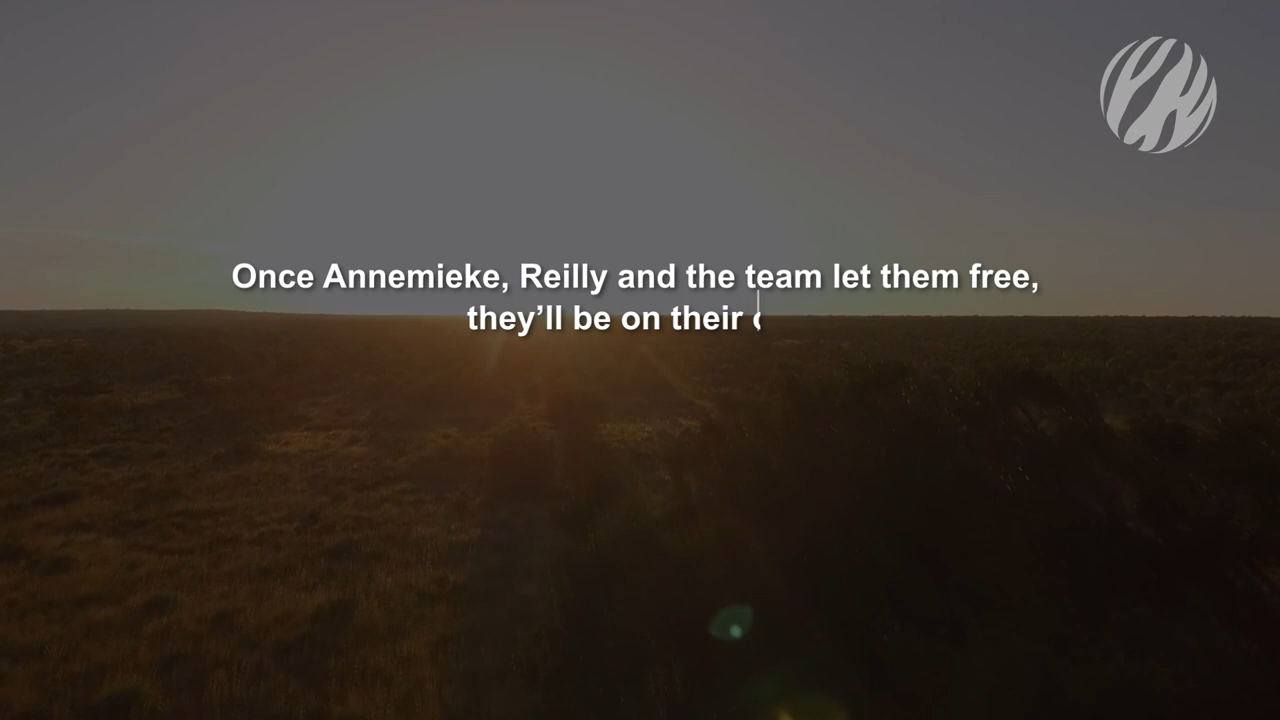 Once Annemieke, Reilly and the team let them free,
they’ll be on their